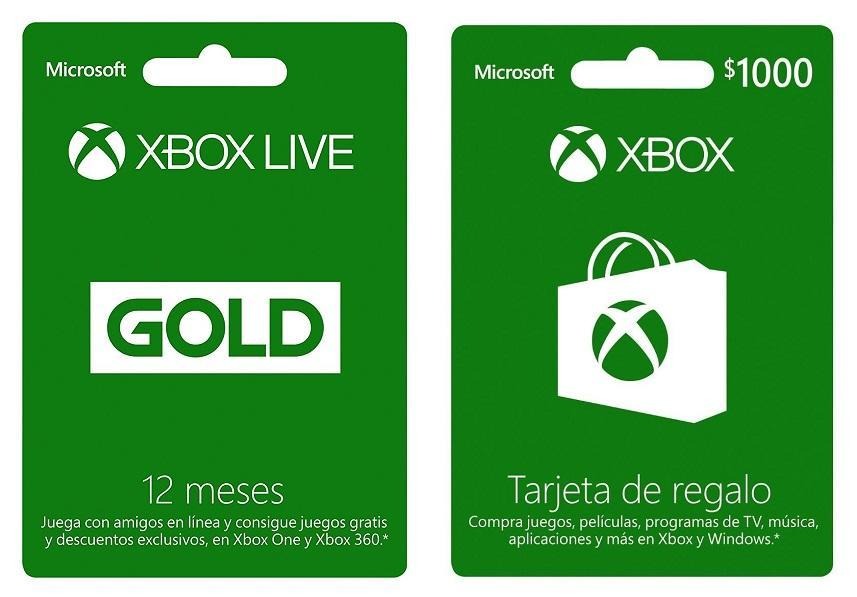 Microsoft
XBOX LIVE
GOLD
12 meses
Juega con amigos en línea y consigue juegos gratis
y descuentos exclusivos, en Xbox One y Xbox 360.*
Microsoft
$1000
XBOX
Tarjeta de regalo
Compra juegos, películas, programas de TV, música,
aplicaciones y más en Xbox y Windows.*